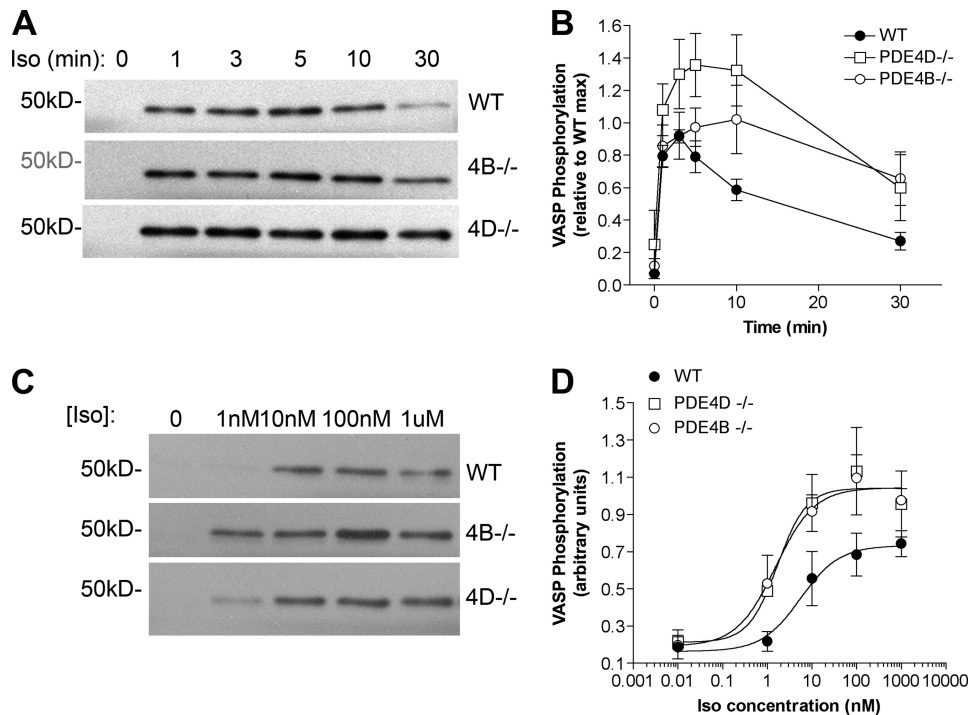 A
Iso (min): 0 1 3 5 10 30
50kD- WT
50kD- 4B-/-
50kD- 4D-/-
B
WT
PDE4D-/-
PDE4B-/-
VASP Phosphorylation
(relative to WT max)
1.6
1.4
1.2
1.0
0.8
0.6
0.4
0.2
0.0
0 10 20 30
Time (min)
C
[Iso]: 0 1nM 10nM 100nM 1uM
50kD- WT
50kD- 4B-/-
50kD- 4D-/-
D
WT
PDE4D -/-
PDE4B -/-
VASP Phosphorylation
(arbitrary units)
1.5
1.3
1.1
0.9
0.7
0.5
0.3
0.1
0.001 0.01 0.1 1 10 100 1000 10000
Iso concentration (nM)